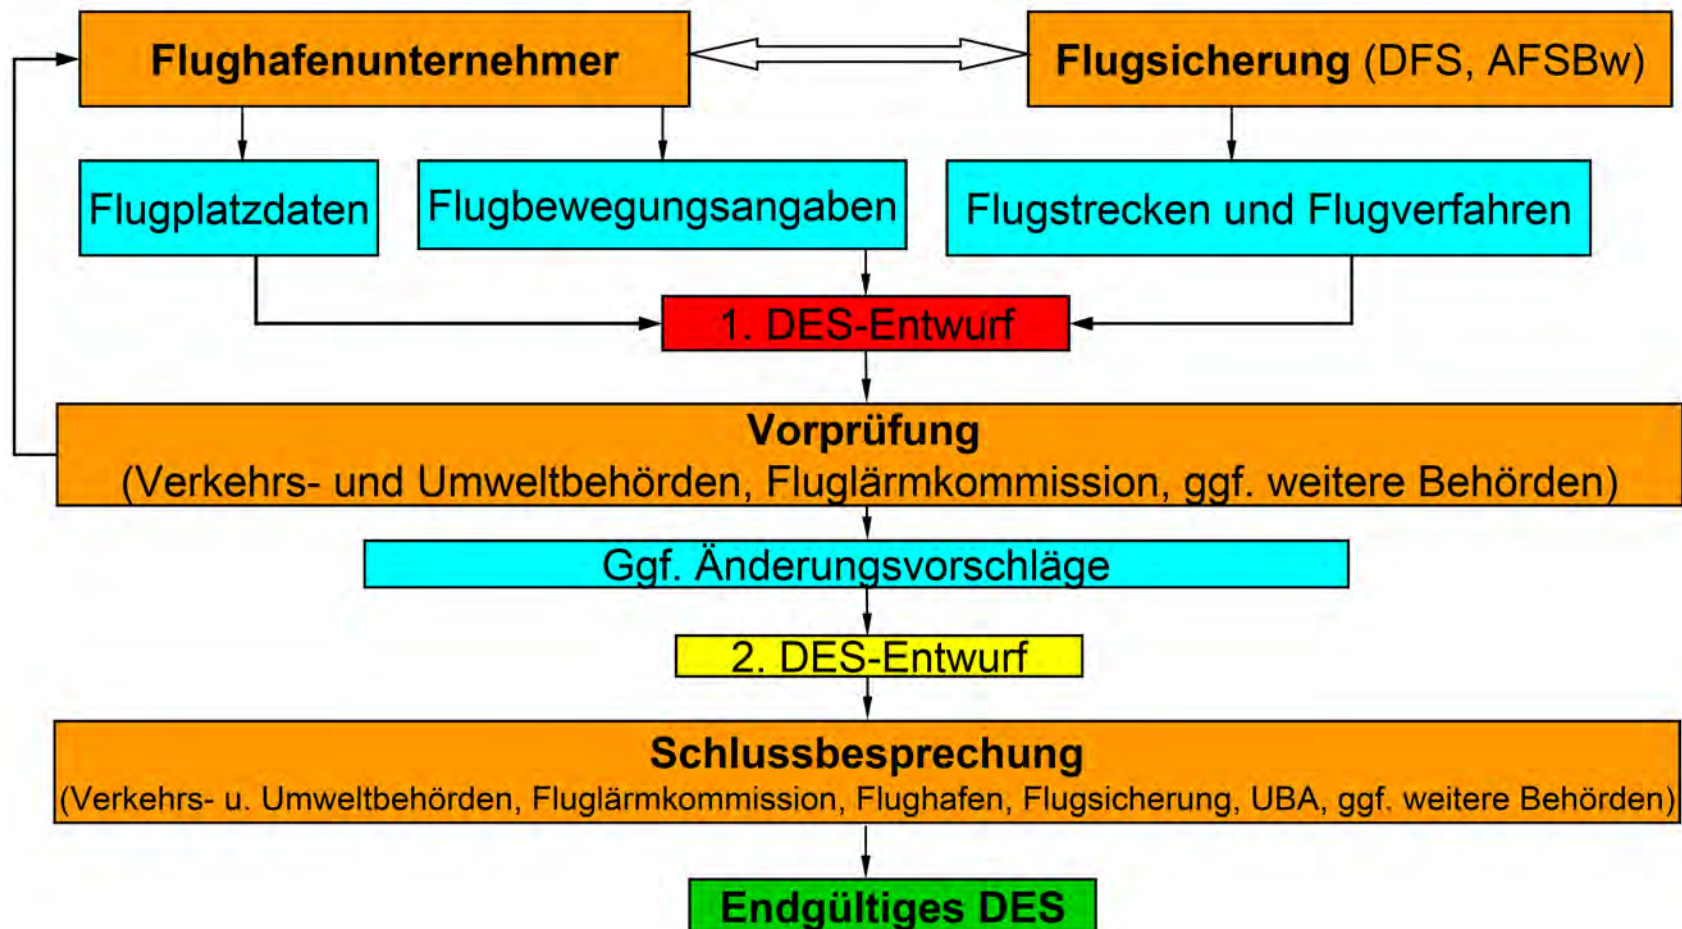 Flughafenunternehmer
Flugsicherung (DFS, AFSBw)
Flugplatzdaten
Flugbewegungsangaben
Flugstrecken und Flugverfahren
1. DES-Entwurf
Vorprüfung
(Verkehrs- und Umweltbehörden, Fluglärmkommission, ggf. weitere Behörden)
Ggf. Änderungsvorschläge
2. DES-Entwurf
Schlussbesprechung
(Verkehrs- u. Umweltbehörden, Fluglärmkommission, Flughafen, Flugsicherung, UBA, ggf. weitere Behörden)
Endgültiges DES